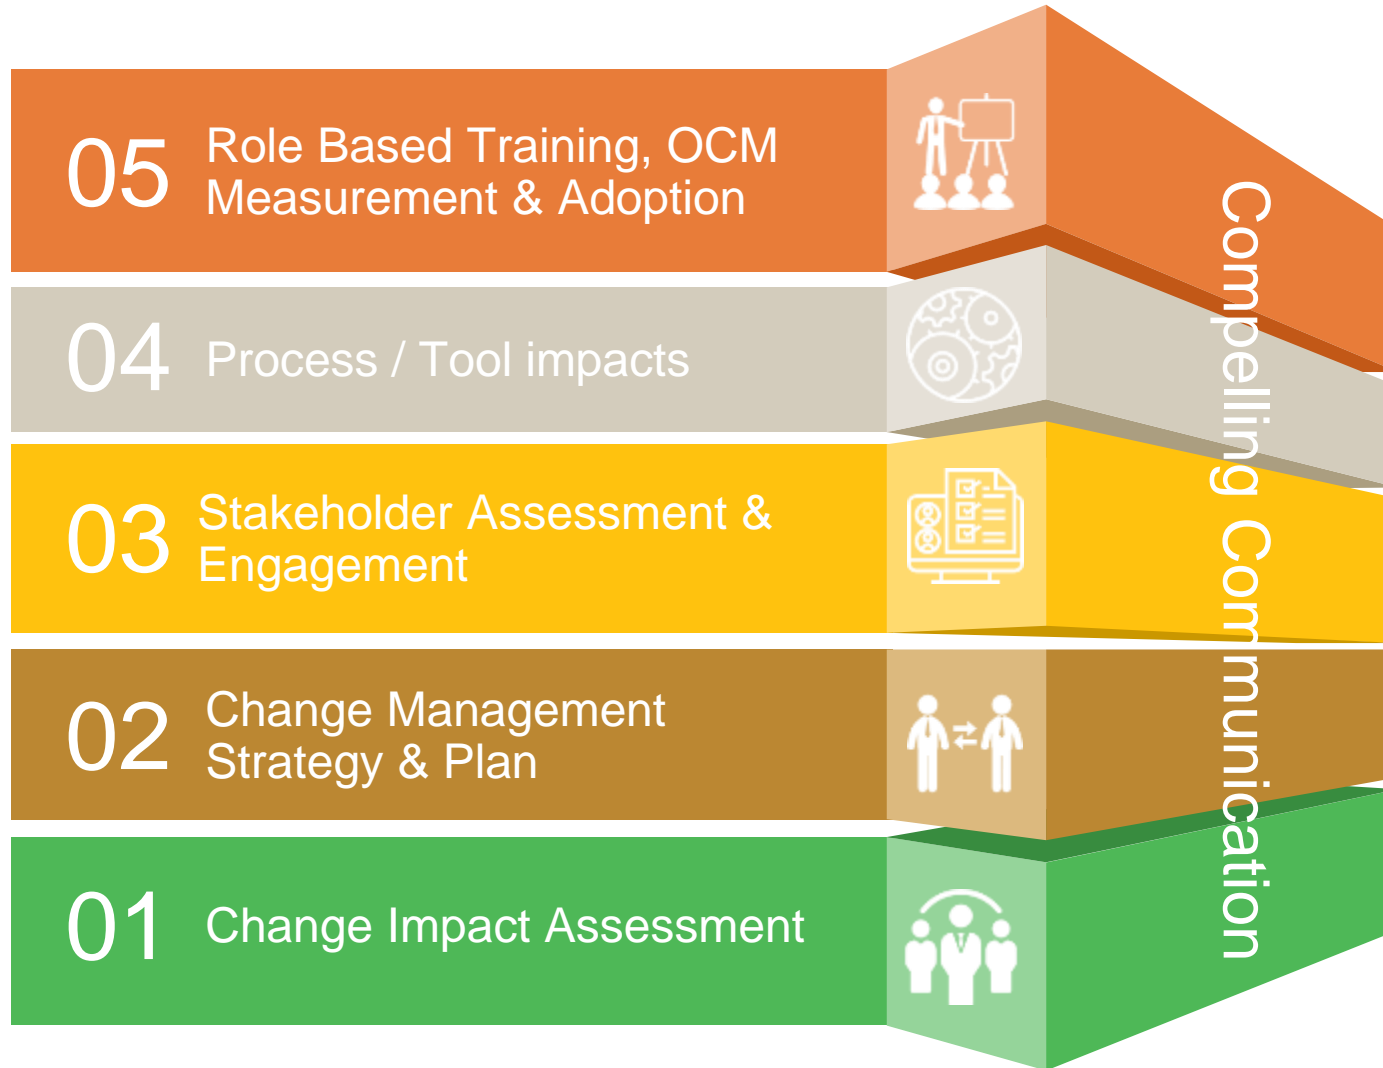 05
Role Based Training, OCM
Measurement & Adoption
04
Process / Tool impacts
03
Stakeholder Assessment &
Engagement
02
Change Management
Strategy & Plan
01
Change Impact Assessment
Compelling Communication